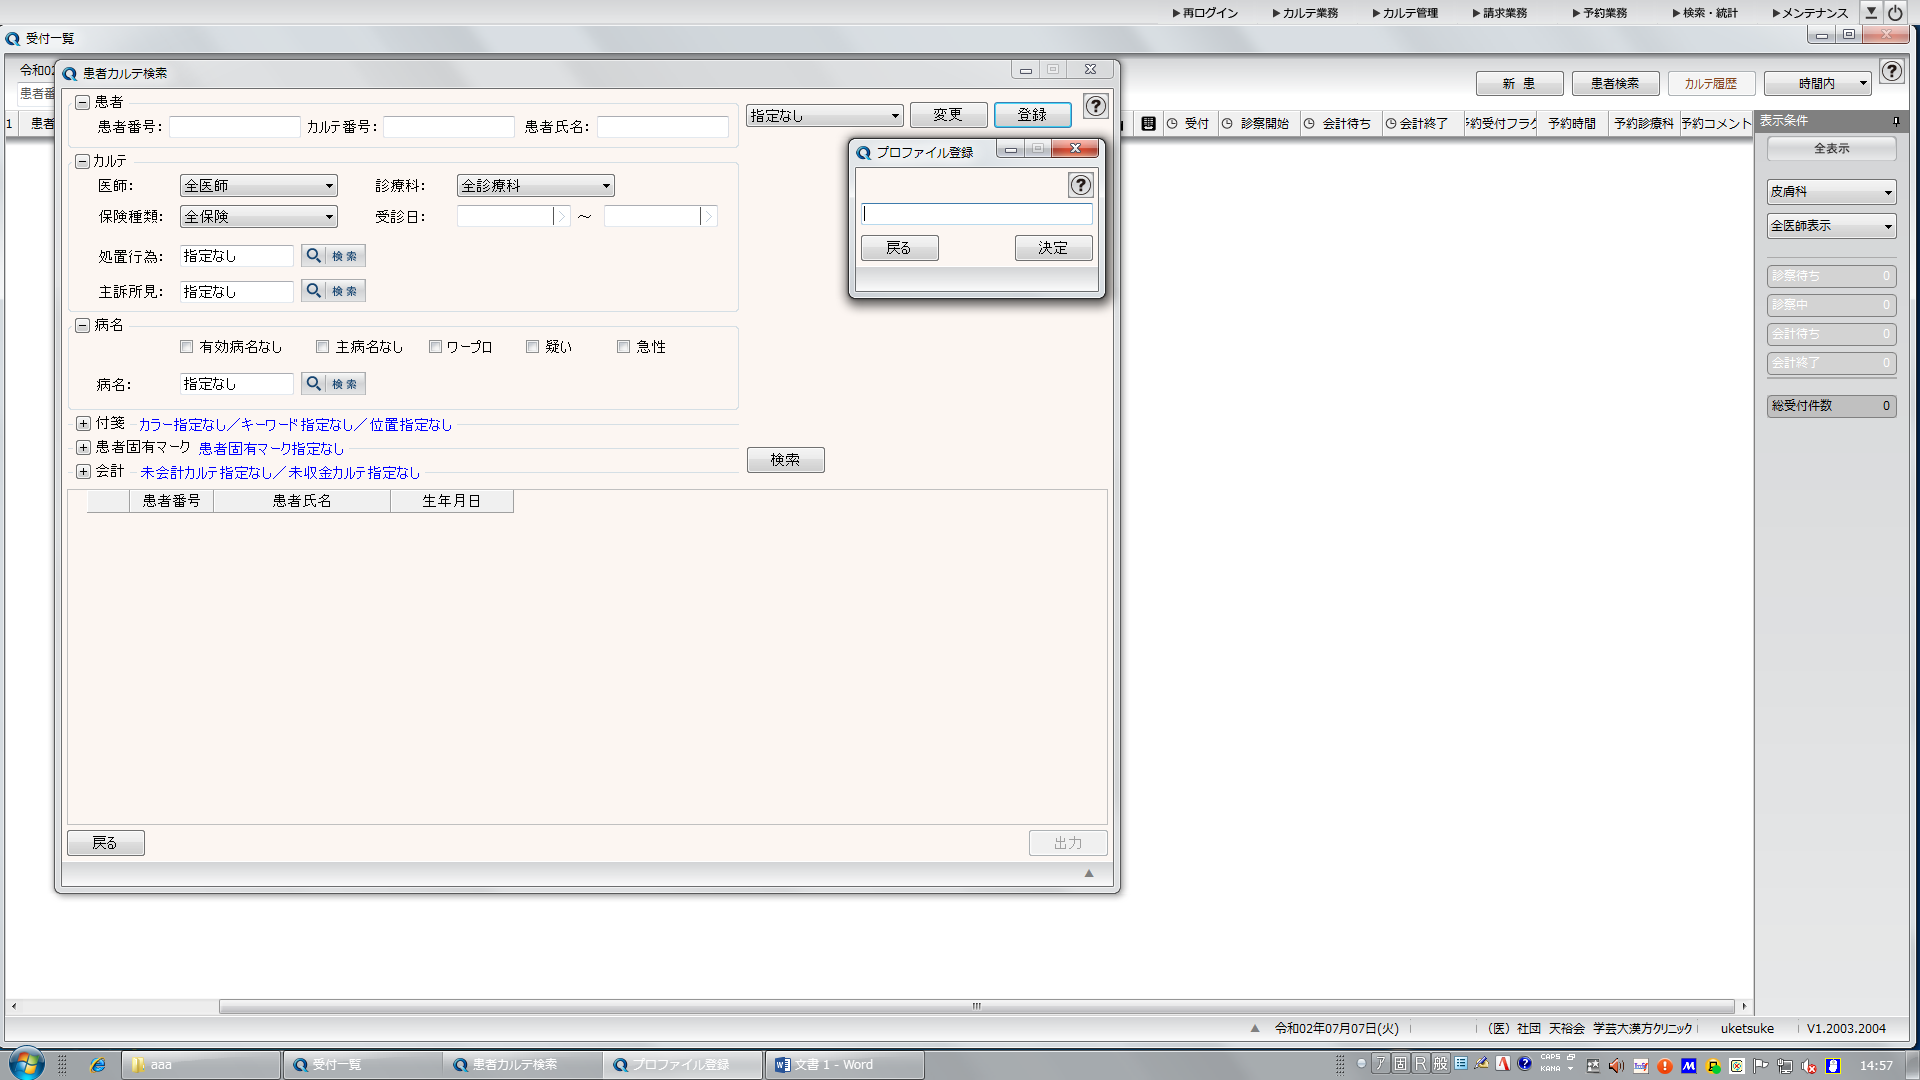 ▶再ログイン ▶カルテ業務 ▶カルテ管理 ▶請求業務 ▶予約業務 ▶検索・統計 ▶メンテナンス
受付一覧
令和02
患者番
新 患 患者検索 カルテ履歴 時間内
1 患者 受付 診察開始 会計待ち 会計終了 予約受付フラグ 予約時間 予約診療科 予約コメント
表示条件
全表示
皮膚科
全医師表示
診察待ち 0
診察中 0
会計待ち 0
会計終了 0
総受付件数 0
患者カルテ検索
患者
患者番号: カルテ番号: 患者氏名:
指定なし 変更 登録
カルテ
医師: 全医師 診療科: 全診療科
保険種類: 全保険 受診日: ～
処置行為: 指定なし 検索
主訴所見: 指定なし 検索
病名
有効病名なし 主病名なし ワープロ 疑い 急性
病名: 指定なし 検索
付箋 カラー指定なし／キーワード指定なし／位置指定なし
患者固有マーク 患者固有マーク指定なし
会計 未会計カルテ指定なし／未収金カルテ指定なし
検索
患者番号 患者氏名 生年月日
戻る 出力
プロファイル登録
戻る 決定
令和02年07月07日(火) （医）社団 天裕会 学芸大漢方クリニック uketsuke V1.2003.2004
aaa 受付一覧 患者カルテ検索 プロファイル登録 文書 1 - Word
ア 固 R 般 CAPS KANA 14:57